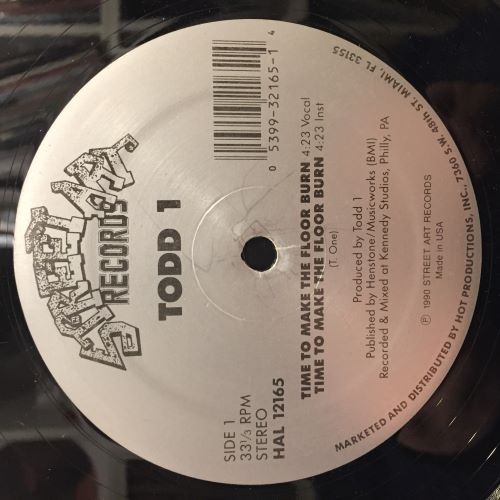 STREET ART
RECORDS
TODD 1
SIDE 1
33⅓ RPM
STEREO
HAL 12165
0 5399-32165-1 4
TIME TO MAKE THE FLOOR BURN 4:23 Vocal
TIME TO MAKE THE FLOOR BURN 4:23 Inst
(T. One)
Produced by Todd 1
Published by Henstone/Musicworks (BMI)
Recorded & Mixed at Kennedy Studios, Philly, PA
℗ 1990 STREET ART RECORDS
Made in USA
MARKETED AND DISTRIBUTED BY HOT PRODUCTIONS, INC., 7360 S.W. 48th ST. MIAMI, FL 33155